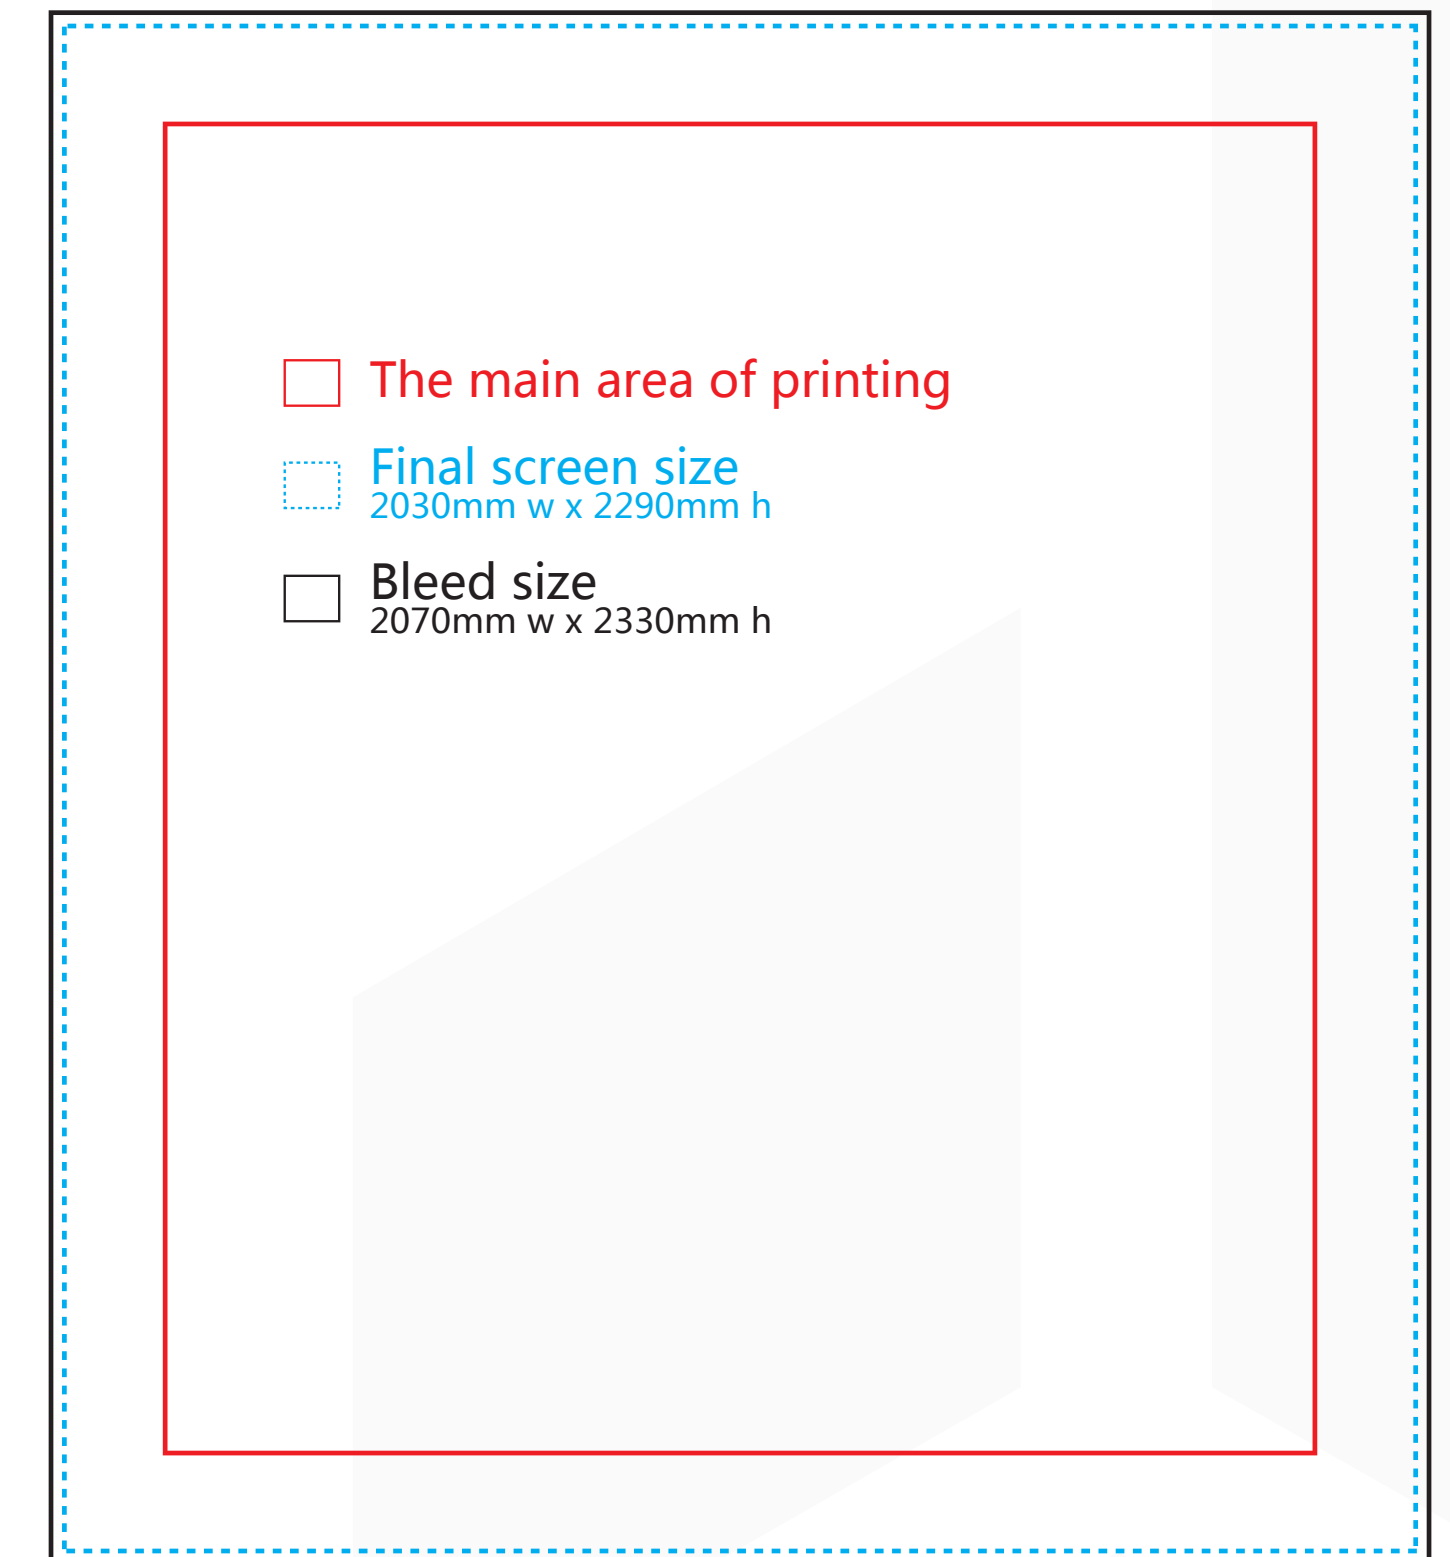 The main area of printing
Final screen size
2030mm w x 2290mm h
Bleed size
2070mm w x 2330mm h